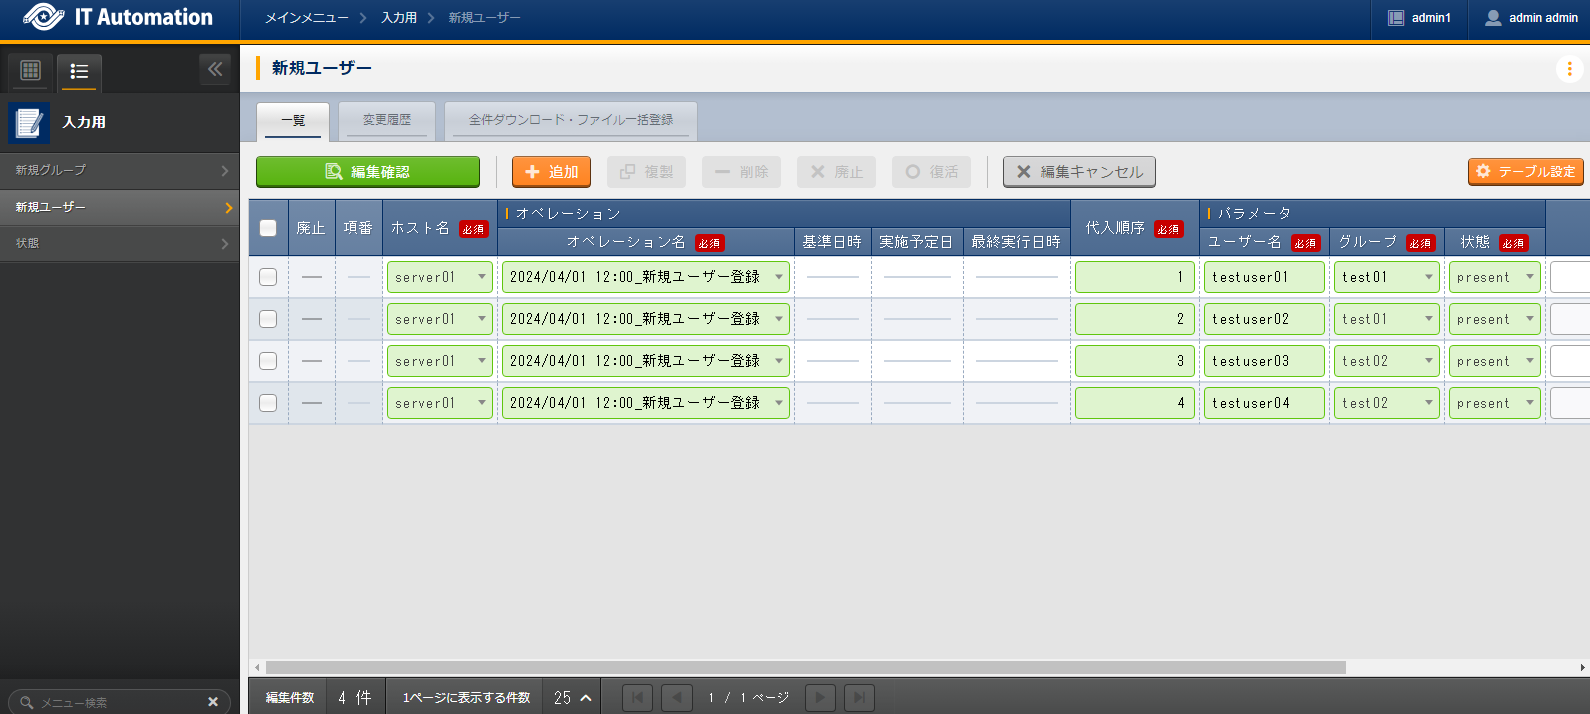 IT Automation
メインメニュー 入力用 新規ユーザー
admin1
admin admin
入力用
新規グループ
新規ユーザー
状態
メニュー検索
新規ユーザー
一覧 変更履歴 全件ダウンロード・ファイル一括登録
編集確認 追加 複製 削除 廃止 復活 編集キャンセル テーブル設定
オペレーション パラメータ
廃止 項番 ホスト名 必須 オペレーション名 必須 基準日時 実施予定日 最終実行日時 代入順序 必須 ユーザー名 必須 グループ 必須 状態 必須
server01 2024/04/01 12:00_新規ユーザー登録 1 testuser01 test01 present
server01 2024/04/01 12:00_新規ユーザー登録 2 testuser02 test01 present
server01 2024/04/01 12:00_新規ユーザー登録 3 testuser03 test02 present
server01 2024/04/01 12:00_新規ユーザー登録 4 testuser04 test02 present
編集件数 4 件 1ページに表示する件数 25 1 / 1 ページ